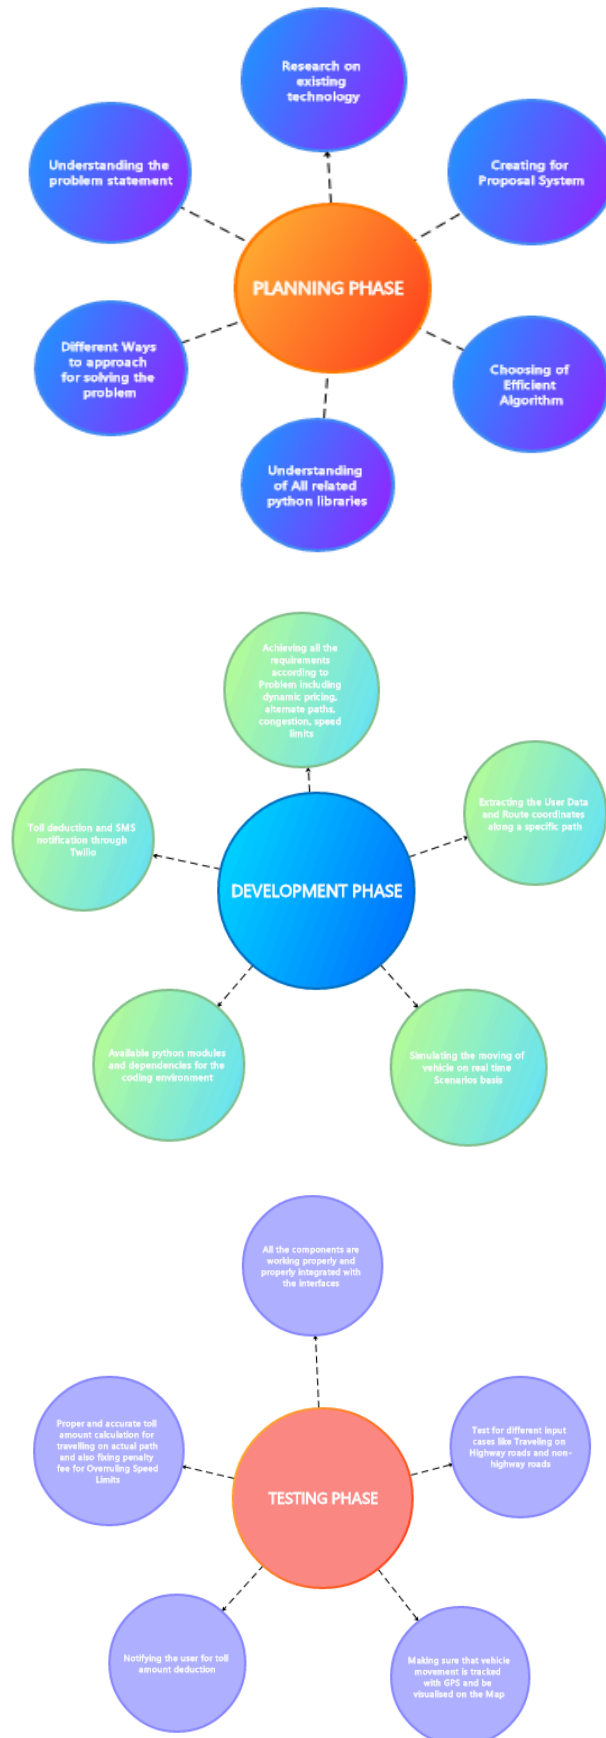 Research on
existing
technology
Understanding the
problem statement
Creating for
Proposal System
PLANNING PHASE
Different Ways
to approach
for solving the
problem
Choosing of
Efficient
Algorithm
Understanding
of All related
python libraries
Achieving all the
requirements
according to
Problem including
dynamic pricing,
alternate paths,
congestion, speed
limits
Toll deduction and SMS
notification through
Twilio
Extracting the User Data
and Route coordinates
along a specific path
DEVELOPMENT PHASE
Available python modules
and dependencies for the
coding environment
Simulating the moving of
vehicle on real time
Scenarios basis
All the components are
working properly and
properly integrated with
the interfaces
Proper and accurate toll
amount calculation for
travelling on actual path
and also fixing penalty
fee for Overruling Speed
Limits
Test for different input
cases like Traveling on
Highway roads and non-
highway roads
TESTING PHASE
Notifying the user for toll
amount deduction
Making sure that vehicle
movement is tracked
with GPS and be
visualised on the Map